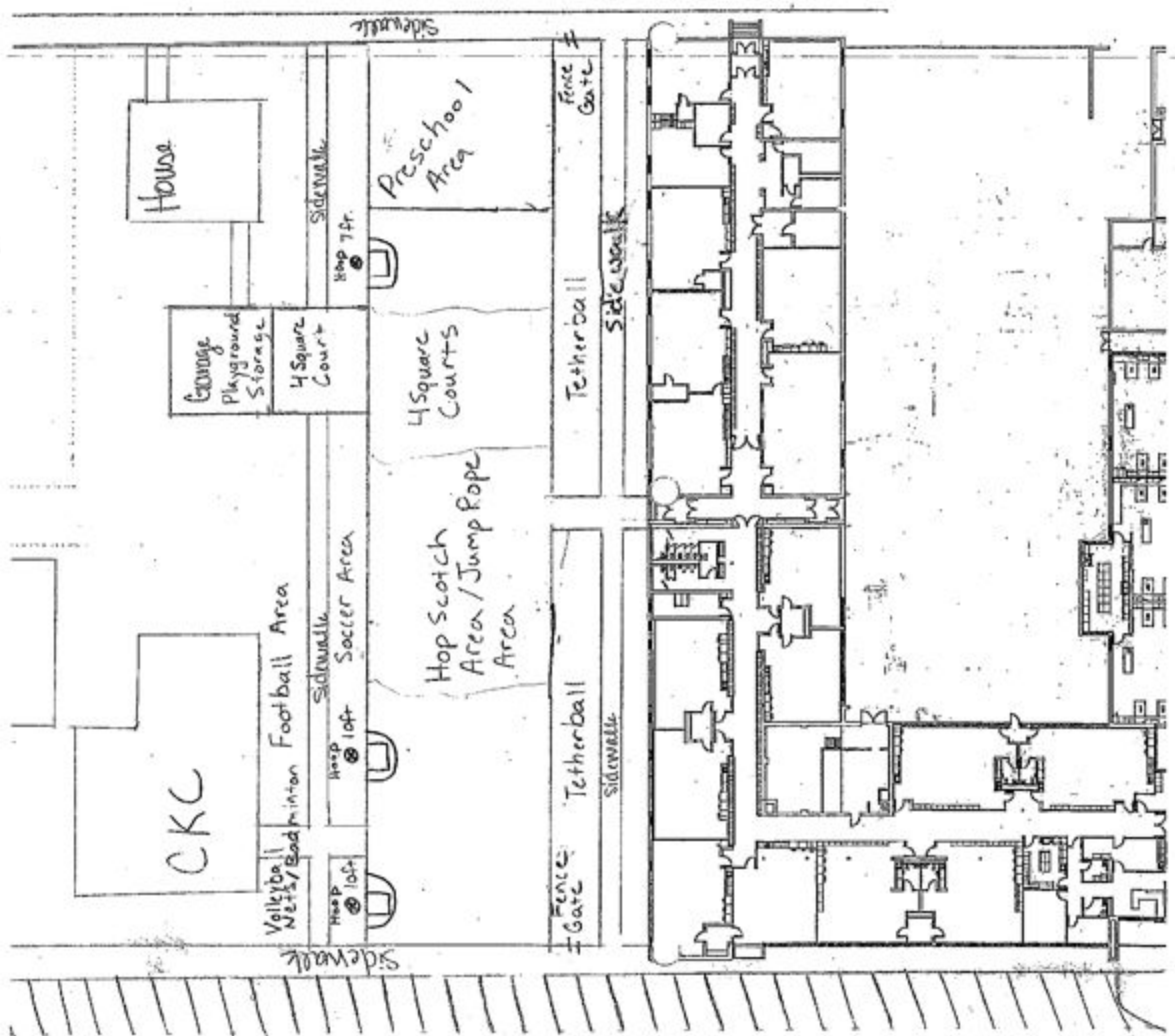 Sidewalk
House
Sidewalk
Hoop 7ft.
Preschool
Area
Fence
Gate
Sidewalk
Garage
Playground
Storage
4 Square
Court
4 Square
Courts
Tetherball
Hop Scotch
Area/Jump Rope
Area
Soccer Area
Sidewalk
Football Area
CKC
Volleyball
Nets/Badminton
Hoop 10ft
Hoop 10ft
Tetherball
Sidewalk
Fence
Gate
Sidewalk